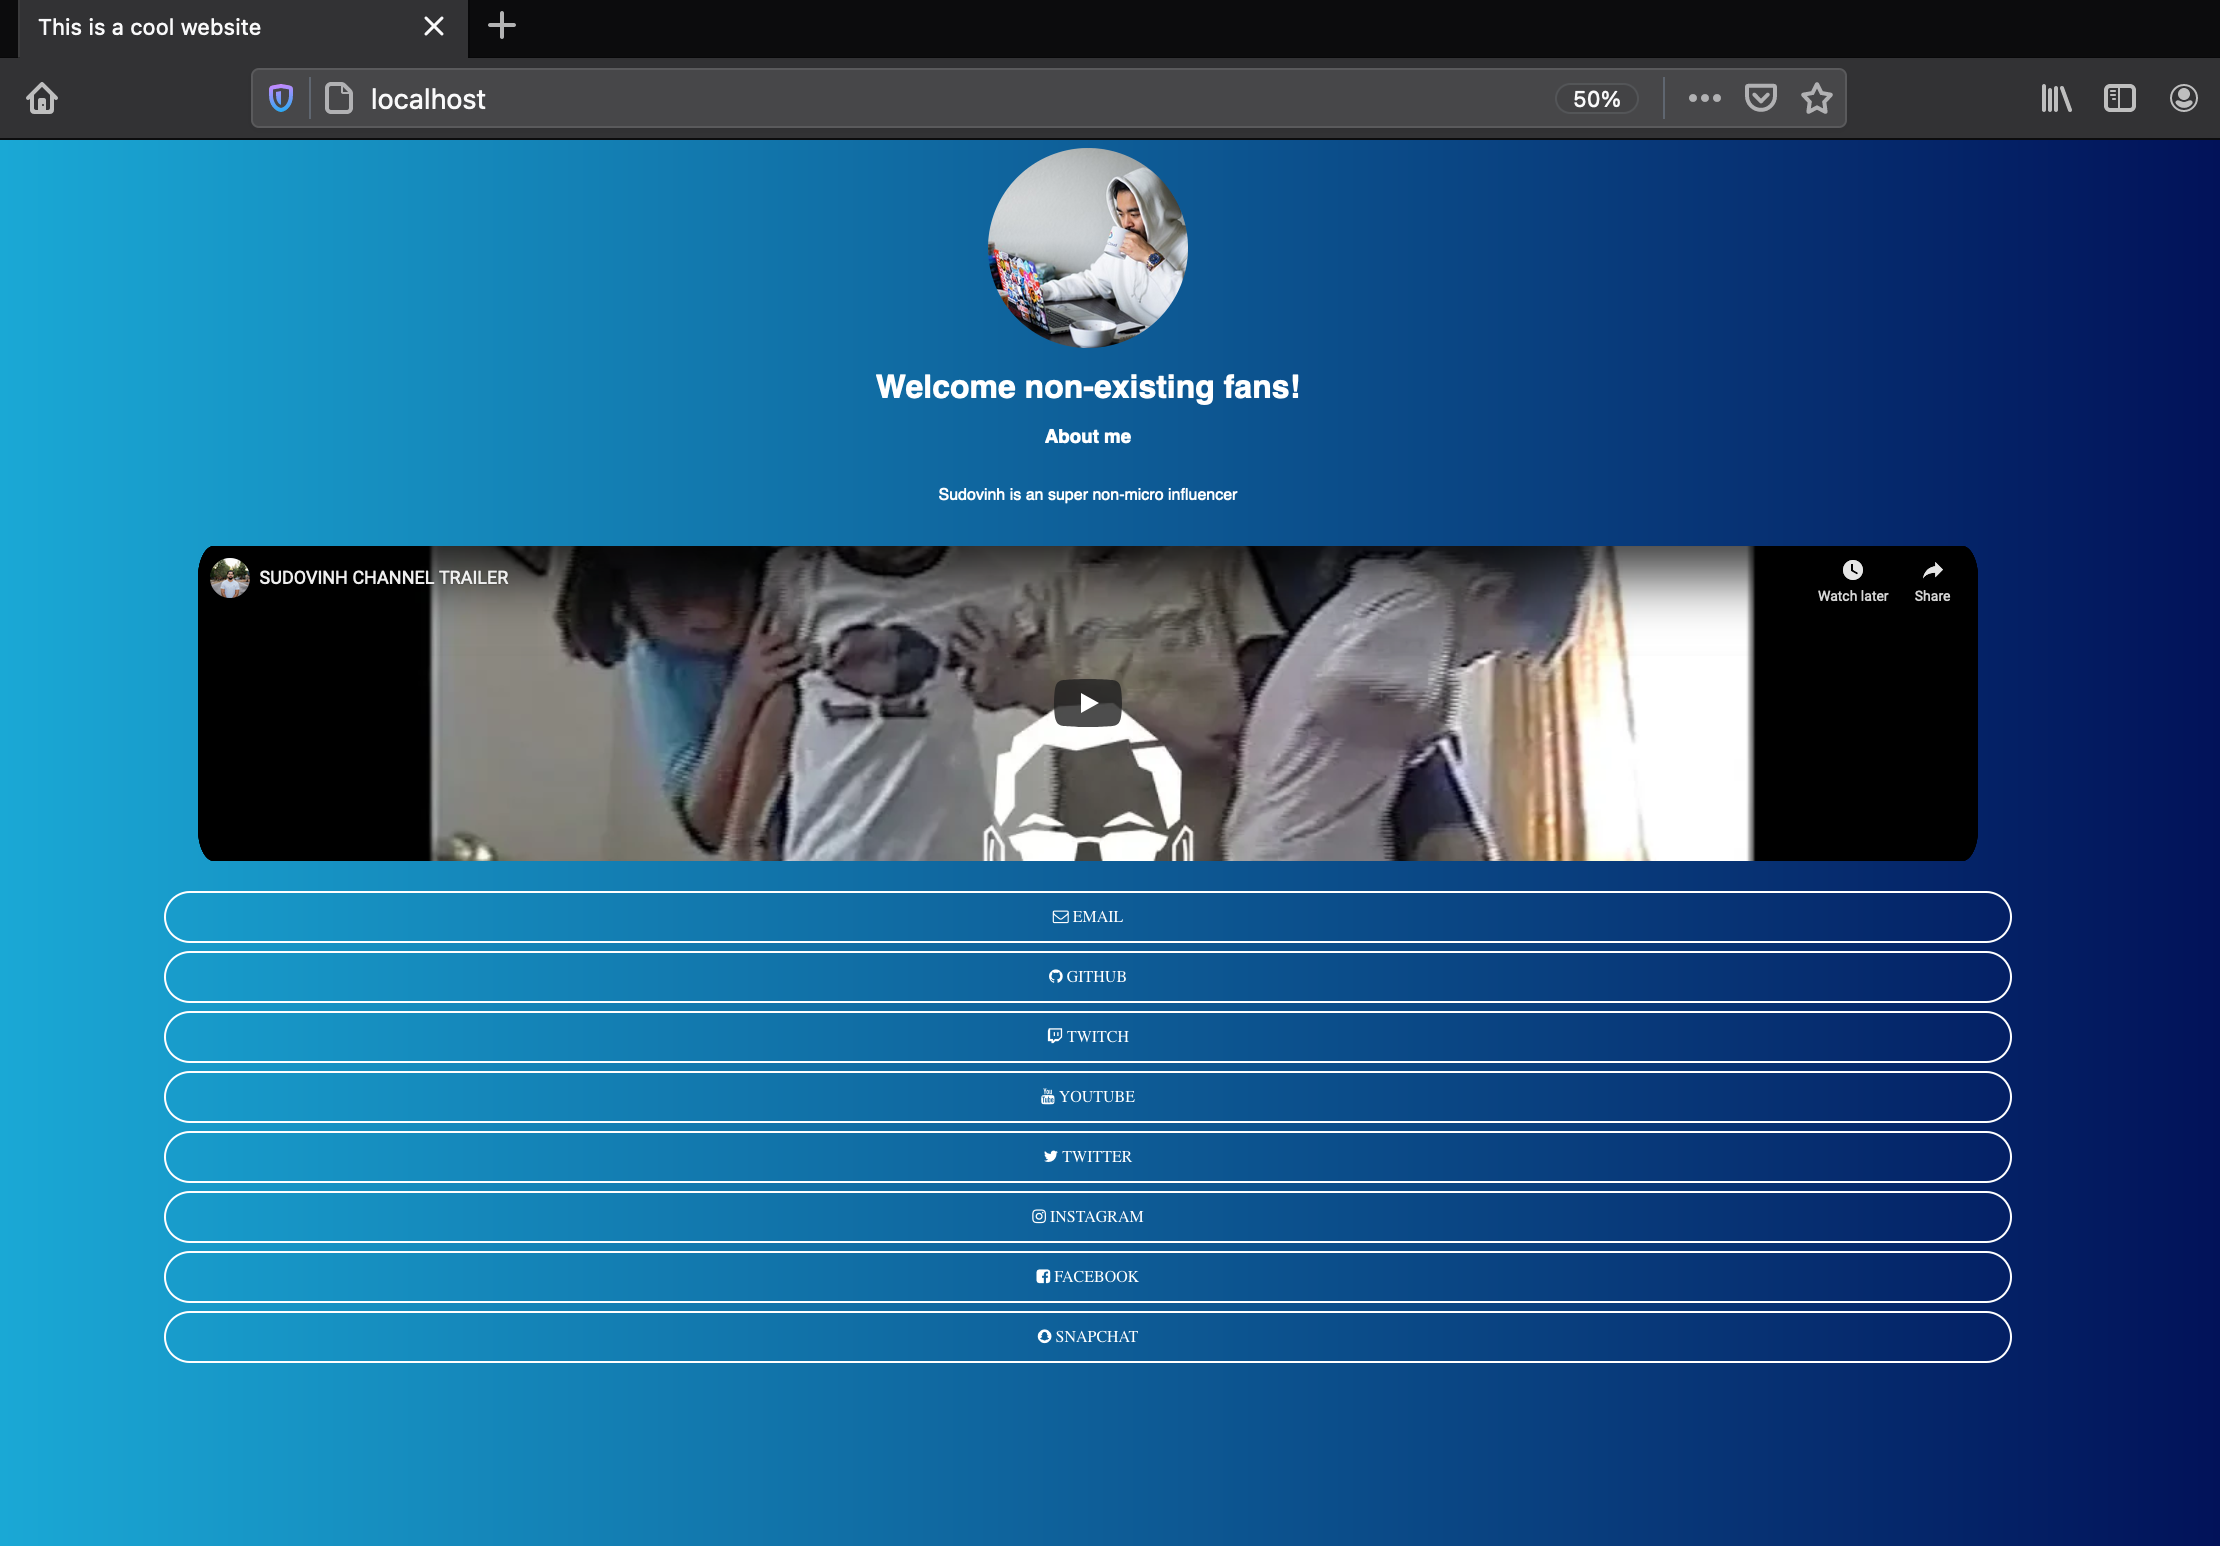 This is a cool website
localhost
50%
Welcome non-existing fans!
About me
Sudovinh is an super non-micro influencer
SUDOVINH CHANNEL TRAILER
Watch later
Share
EMAIL
GITHUB
TWITCH
YOUTUBE
TWITTER
INSTAGRAM
FACEBOOK
SNAPCHAT